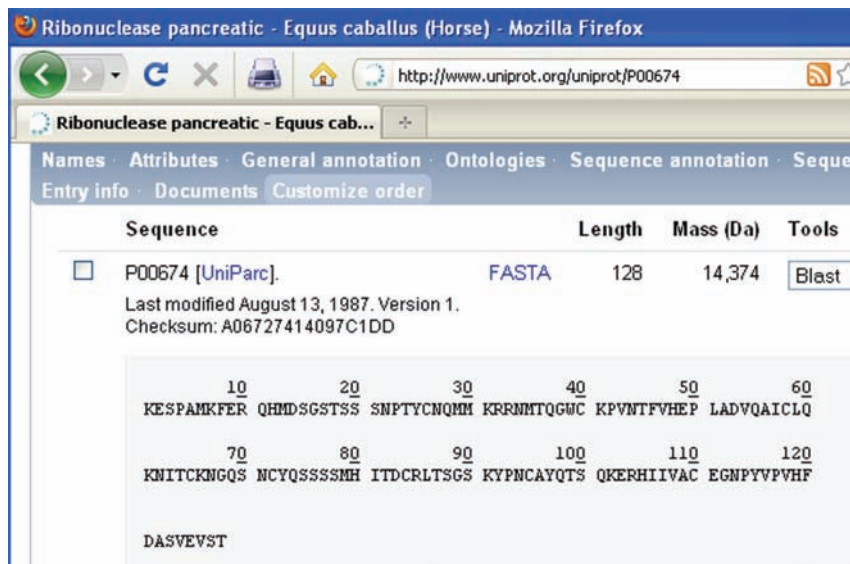 Ribonuclease pancreatic - Equus caballus (Horse) - Mozilla Firefox
http://www.uniprot.org/uniprot/P00674
Ribonuclease pancreatic - Equus cab...
Names · Attributes · General annotation · Ontologies · Sequence annotation · Seque
Entry info · Documents Customize order
Sequence Length Mass (Da) Tools
P00674 [UniParc]. FASTA 128 14,374 Blast
Last modified August 13, 1987. Version 1.
Checksum: A06727414097C1DD
10 20 30 40 50 60
KESPAMKFER QHMDSGSTSS SNPTYCNQMM KRRNMTQGWC KPVNTFVHEP LADVQAICLQ
70 80 90 100 110 120
KNITCKNGQS NCYQSSSSMH ITDCRLTSGS KYPNCAYQTS QKERHIIVAC EGNPYVPVHF
DASVEVST